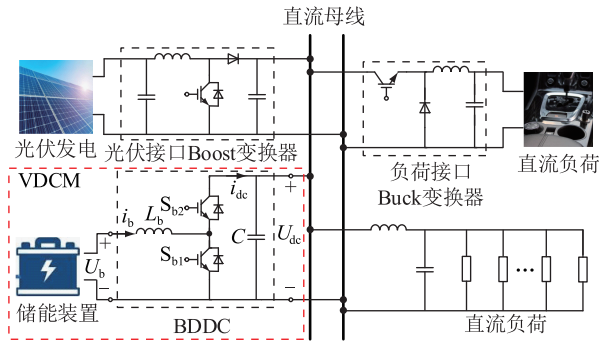 直流母线
光伏发电
光伏接口Boost变换器
负荷接口
Buck变换器
直流负荷
VDCM
S_b2
i_dc
+
i_b
L_b
+
U_b
−
S_b1
C
U_dc
−
储能装置
BDDC
···
直流负荷